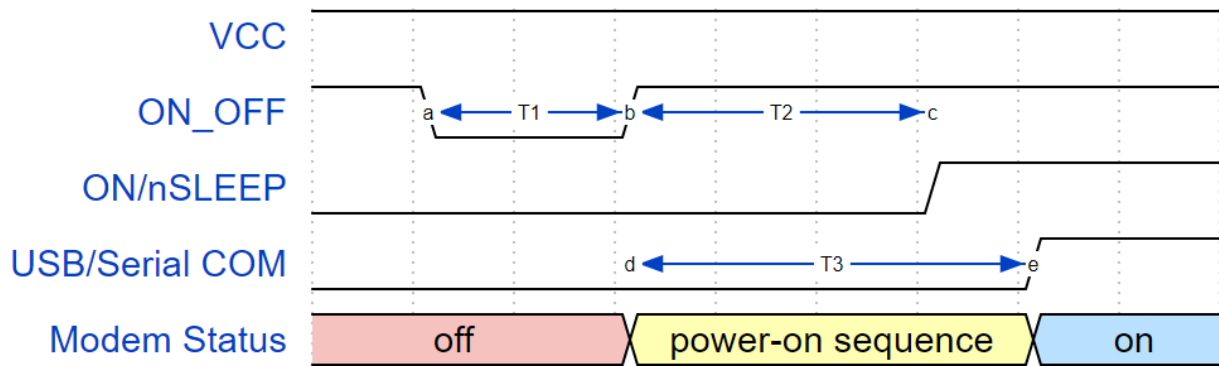 VCC
ON_OFF a T1 b T2 c
ON/nSLEEP
USB/Serial COM d T3 e
Modem Status off power-on sequence on